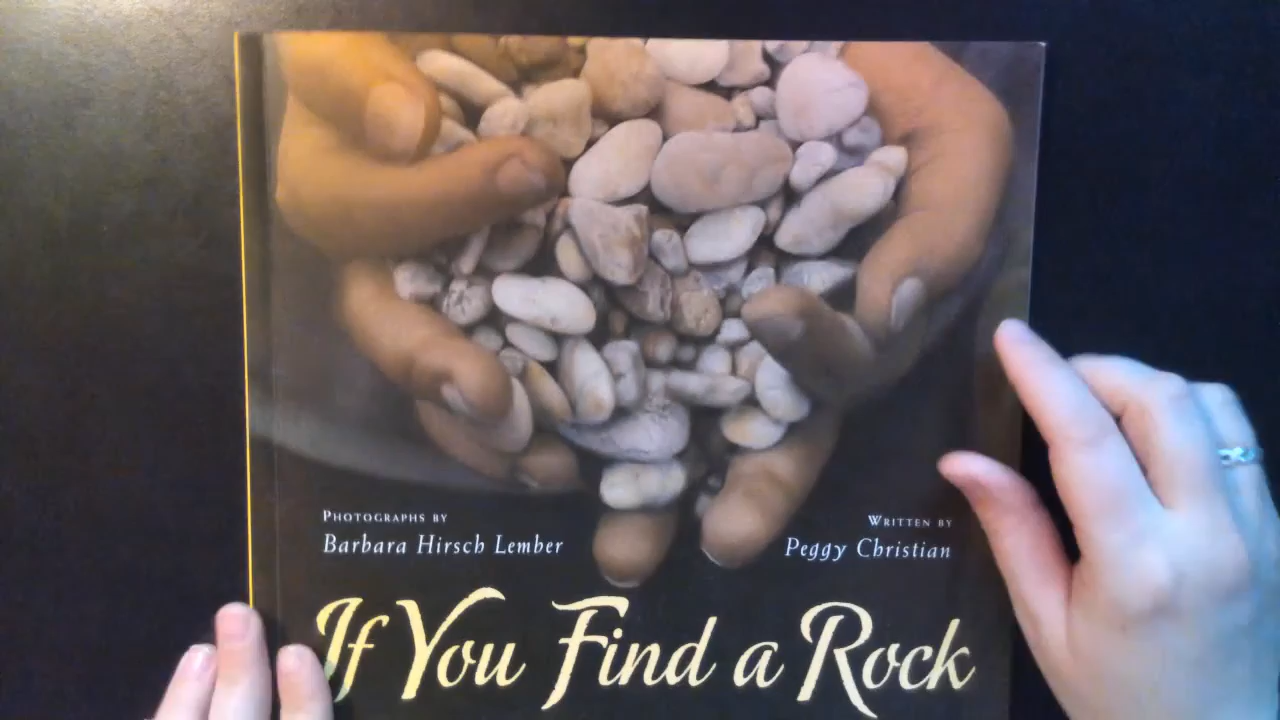 PHOTOGRAPHS BY
Barbara Hirsch Lember
WRITTEN BY
Peggy Christian
If You Find a Rock